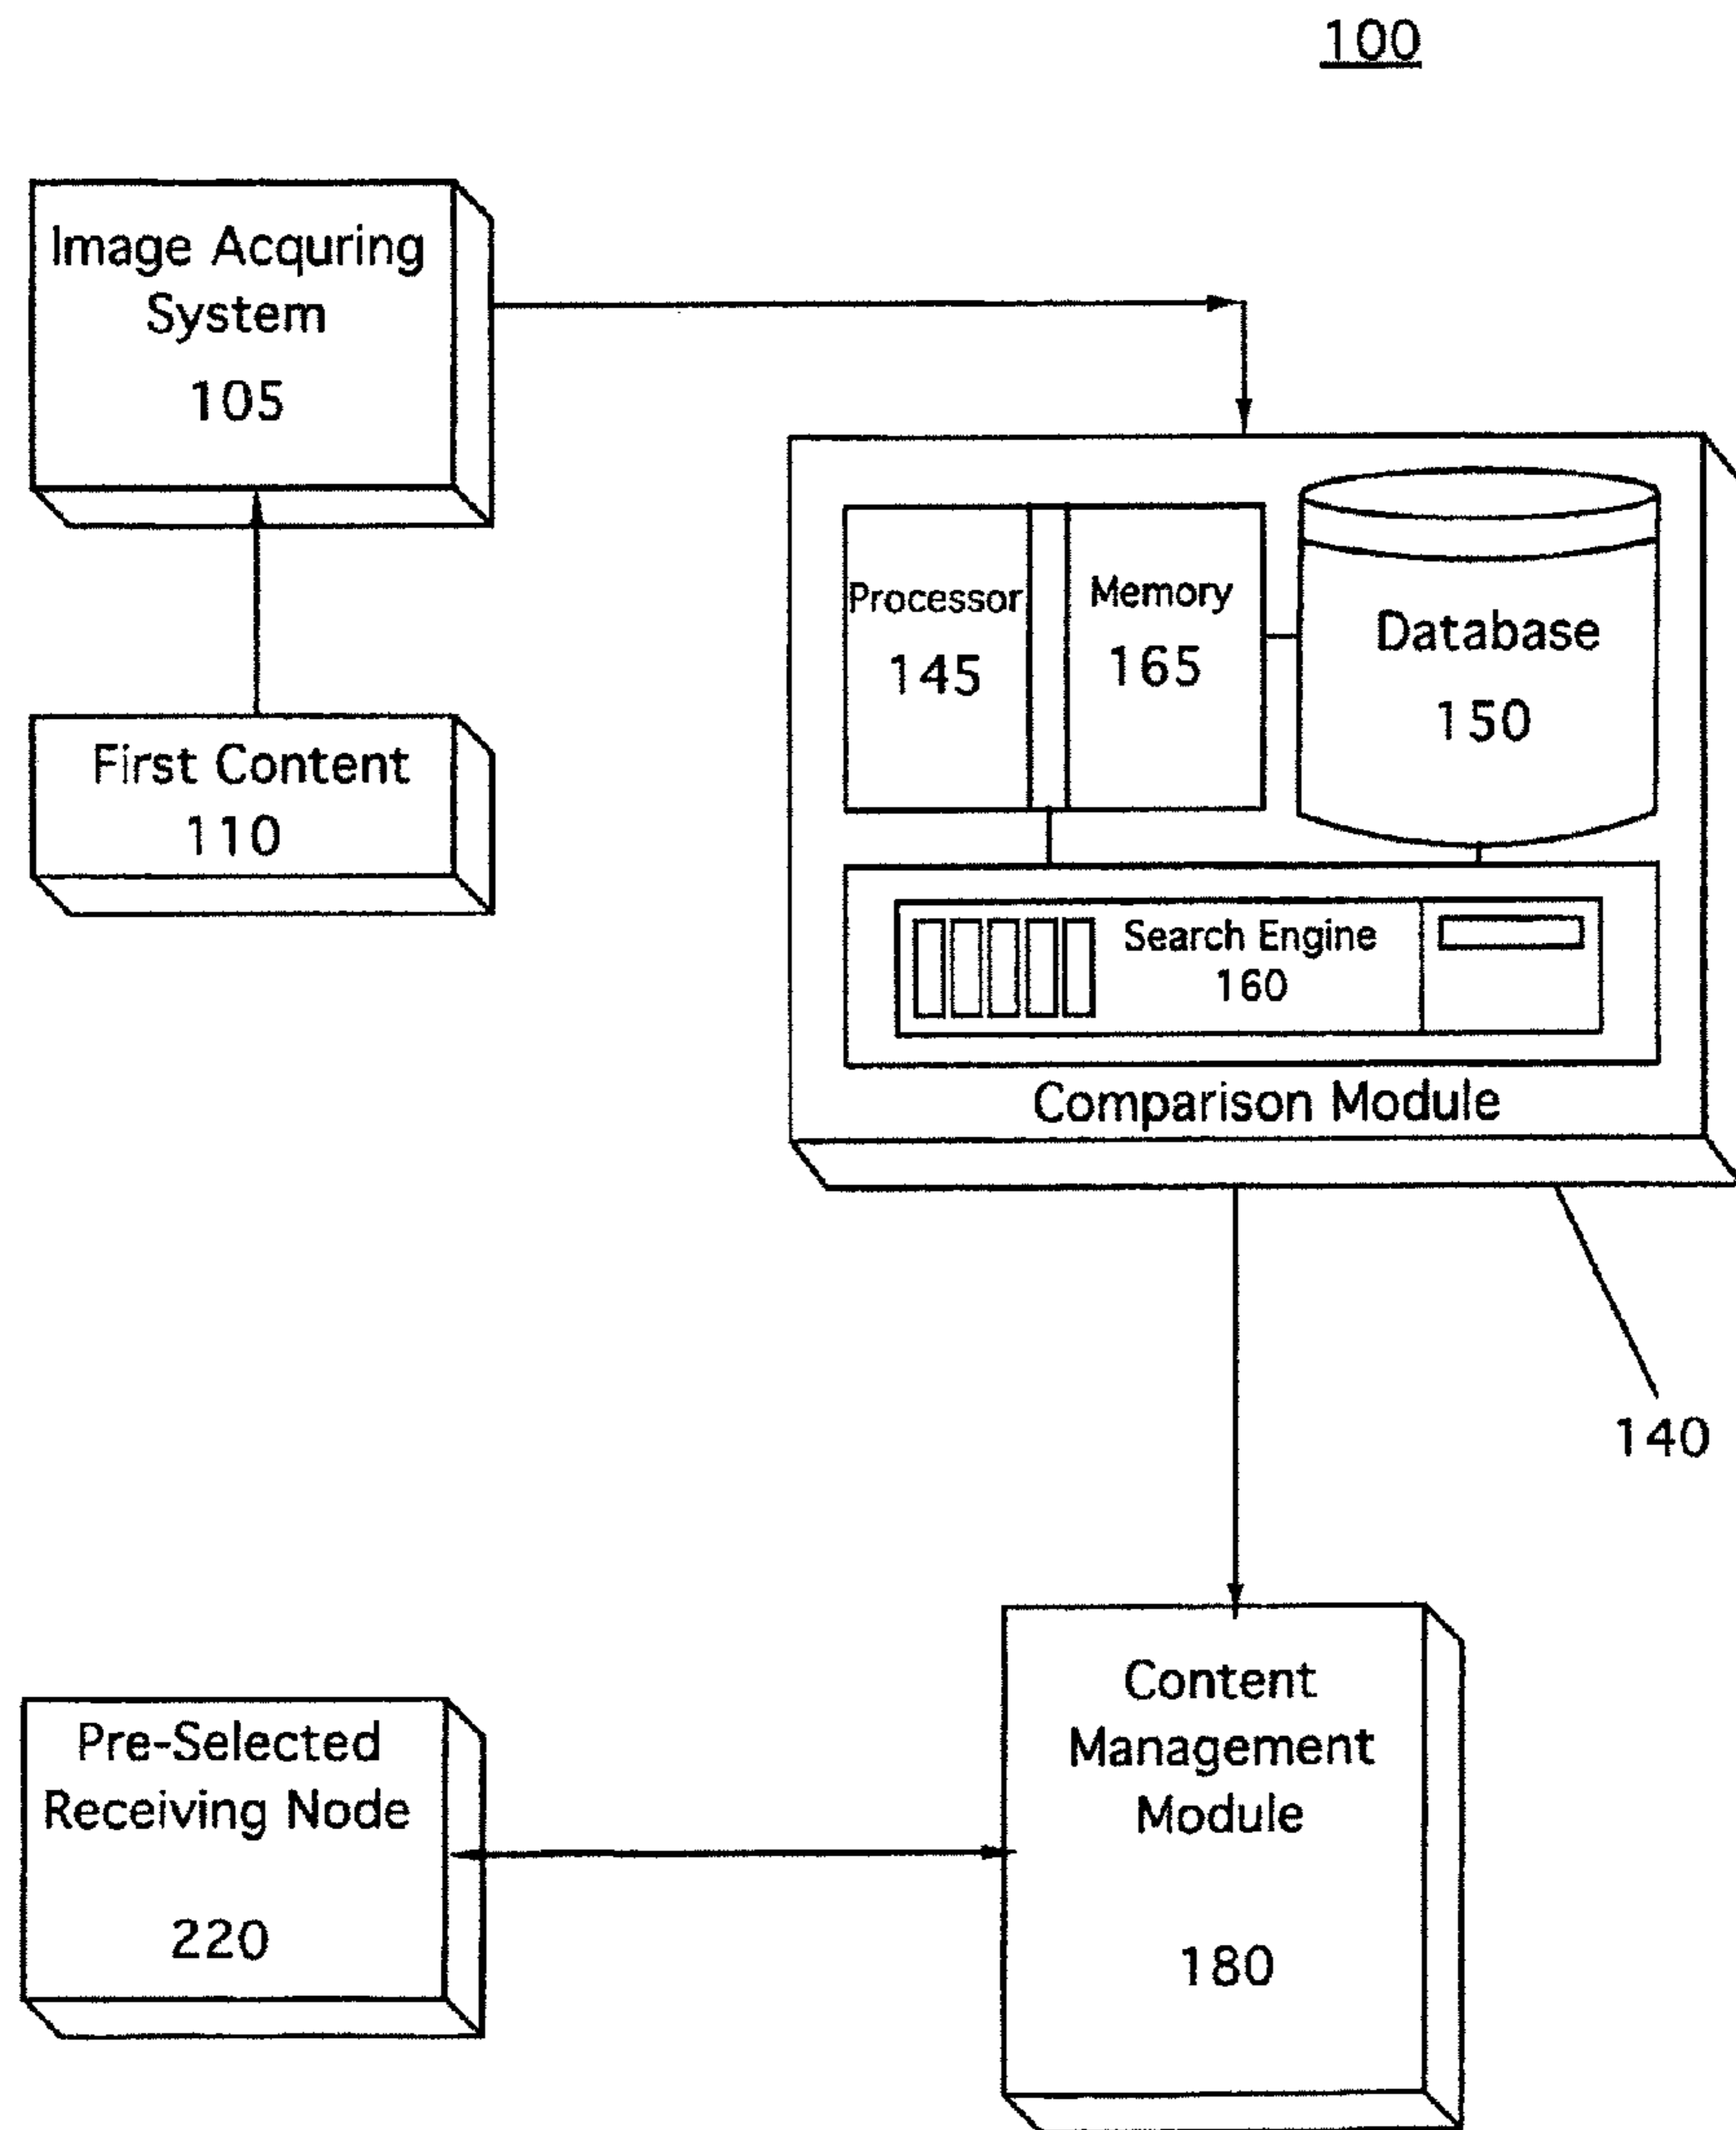 100
Image Acquring
System
105
First Content
110
Processor
145
Memory
165
Database
150
Search Engine
160
Comparison Module
140
Content
Management
Module
180
Pre-Selected
Receiving Node
220